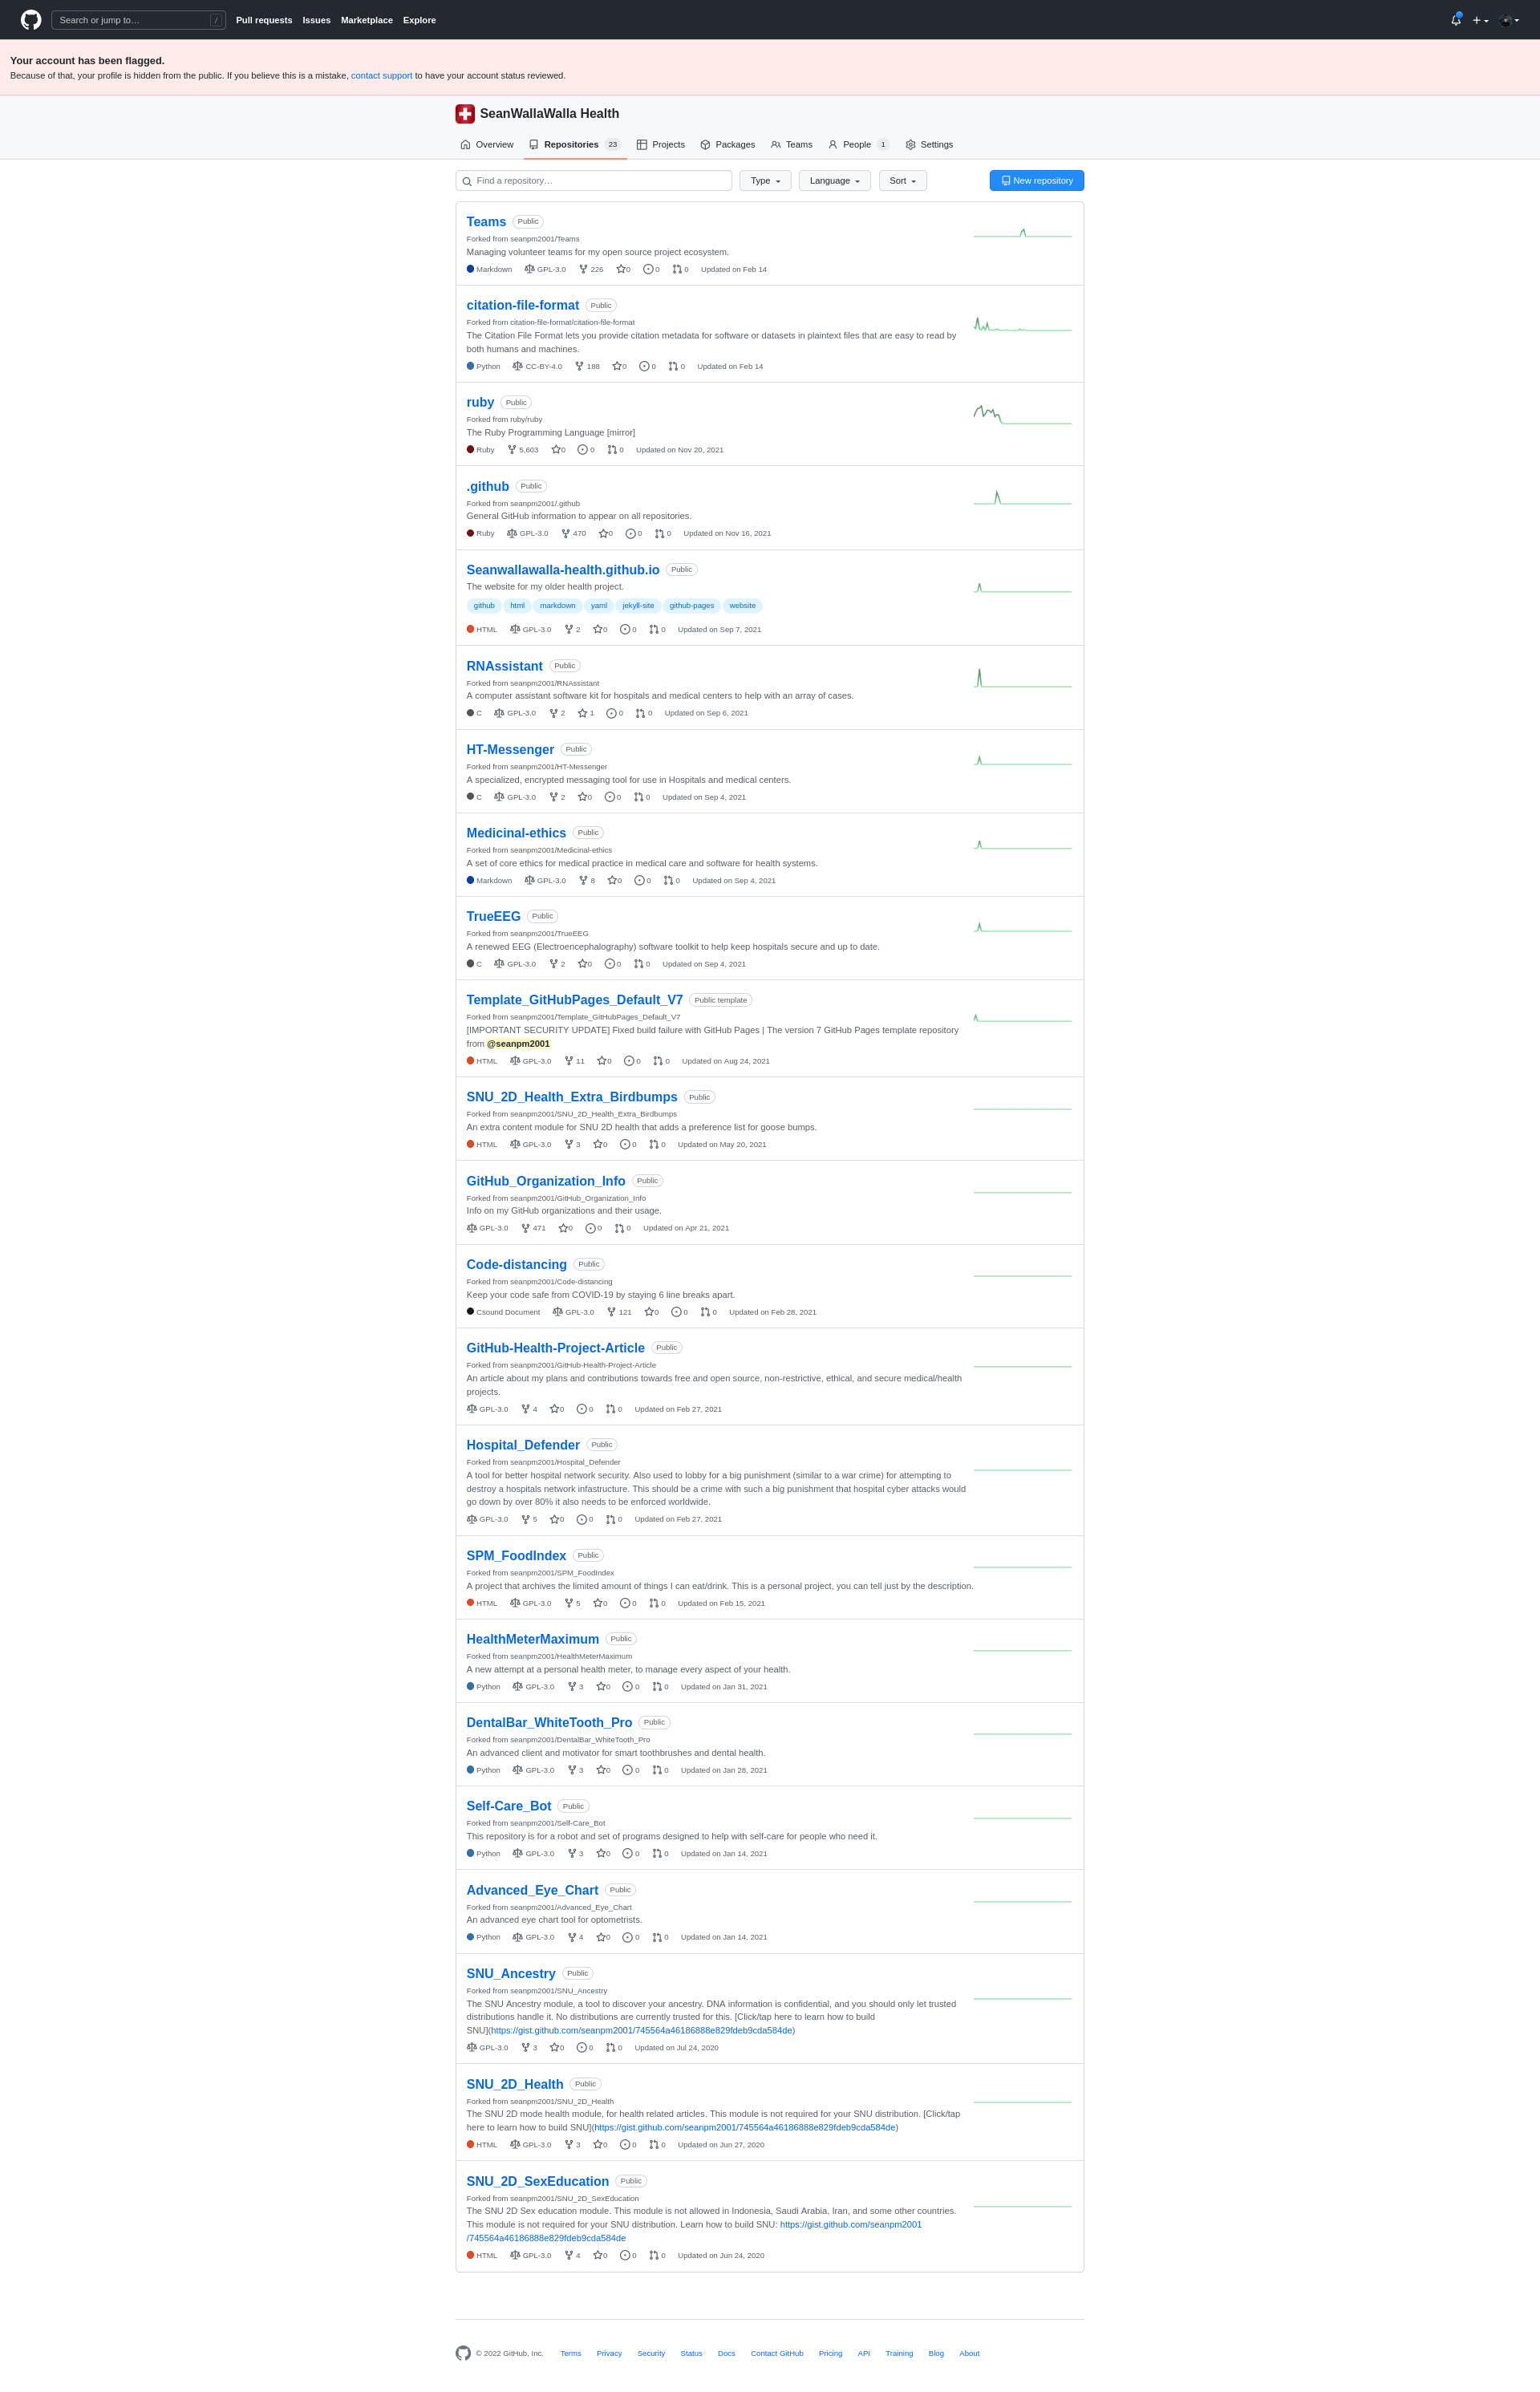 Search or jump to…
/
Pull requests Issues Marketplace Explore
Your account has been flagged.
Because of that, your profile is hidden from the public. If you believe this is a mistake, contact support to have your account status reviewed.
SeanWallaWalla Health
Overview Repositories 23 Projects Packages Teams People 1 Settings
Find a repository… Type Language Sort New repository
Teams Public
Forked from seanpm2001/Teams
Managing volunteer teams for my open source project ecosystem.
Markdown GPL-3.0 226 0 0 0 Updated on Feb 14
citation-file-format Public
Forked from citation-file-format/citation-file-format
The Citation File Format lets you provide citation metadata for software or datasets in plaintext files that are easy to read by
both humans and machines.
Python CC-BY-4.0 188 0 0 0 Updated on Feb 14
ruby Public
Forked from ruby/ruby
The Ruby Programming Language [mirror]
Ruby 5,603 0 0 0 Updated on Nov 20, 2021
.github Public
Forked from seanpm2001/.github
General GitHub information to appear on all repositories.
Ruby GPL-3.0 470 0 0 0 Updated on Nov 16, 2021
Seanwallawalla-health.github.io Public
The website for my older health project.
github html markdown yaml jekyll-site github-pages website
HTML GPL-3.0 2 0 0 0 Updated on Sep 7, 2021
RNAssistant Public
Forked from seanpm2001/RNAssistant
A computer assistant software kit for hospitals and medical centers to help with an array of cases.
C GPL-3.0 2 1 0 0 Updated on Sep 6, 2021
HT-Messenger Public
Forked from seanpm2001/HT-Messenger
A specialized, encrypted messaging tool for use in Hospitals and medical centers.
C GPL-3.0 2 0 0 0 Updated on Sep 4, 2021
Medicinal-ethics Public
Forked from seanpm2001/Medicinal-ethics
A set of core ethics for medical practice in medical care and software for health systems.
Markdown GPL-3.0 8 0 0 0 Updated on Sep 4, 2021
TrueEEG Public
Forked from seanpm2001/TrueEEG
A renewed EEG (Electroencephalography) software toolkit to help keep hospitals secure and up to date.
C GPL-3.0 2 0 0 0 Updated on Sep 4, 2021
Template_GitHubPages_Default_V7 Public template
Forked from seanpm2001/Template_GitHubPages_Default_V7
[IMPORTANT SECURITY UPDATE] Fixed build failure with GitHub Pages | The version 7 GitHub Pages template repository
from @seanpm2001
HTML GPL-3.0 11 0 0 0 Updated on Aug 24, 2021
SNU_2D_Health_Extra_Birdbumps Public
Forked from seanpm2001/SNU_2D_Health_Extra_Birdbumps
An extra content module for SNU 2D health that adds a preference list for goose bumps.
HTML GPL-3.0 3 0 0 0 Updated on May 20, 2021
GitHub_Organization_Info Public
Forked from seanpm2001/GitHub_Organization_Info
Info on my GitHub organizations and their usage.
GPL-3.0 471 0 0 0 Updated on Apr 21, 2021
Code-distancing Public
Forked from seanpm2001/Code-distancing
Keep your code safe from COVID-19 by staying 6 line breaks apart.
Csound Document GPL-3.0 121 0 0 0 Updated on Feb 28, 2021
GitHub-Health-Project-Article Public
Forked from seanpm2001/GitHub-Health-Project-Article
An article about my plans and contributions towards free and open source, non-restrictive, ethical, and secure medical/health
projects.
GPL-3.0 4 0 0 0 Updated on Feb 27, 2021
Hospital_Defender Public
Forked from seanpm2001/Hospital_Defender
A tool for better hospital network security. Also used to lobby for a big punishment (similar to a war crime) for attempting to
destroy a hospitals network infastructure. This should be a crime with such a big punishment that hospital cyber attacks would
go down by over 80% it also needs to be enforced worldwide.
GPL-3.0 5 0 0 0 Updated on Feb 27, 2021
SPM_FoodIndex Public
Forked from seanpm2001/SPM_FoodIndex
A project that archives the limited amount of things I can eat/drink. This is a personal project, you can tell just by the description.
HTML GPL-3.0 5 0 0 0 Updated on Feb 15, 2021
HealthMeterMaximum Public
Forked from seanpm2001/HealthMeterMaximum
A new attempt at a personal health meter, to manage every aspect of your health.
Python GPL-3.0 3 0 0 0 Updated on Jan 31, 2021
DentalBar_WhiteTooth_Pro Public
Forked from seanpm2001/DentalBar_WhiteTooth_Pro
An advanced client and motivator for smart toothbrushes and dental health.
Python GPL-3.0 3 0 0 0 Updated on Jan 28, 2021
Self-Care_Bot Public
Forked from seanpm2001/Self-Care_Bot
This repository is for a robot and set of programs designed to help with self-care for people who need it.
Python GPL-3.0 3 0 0 0 Updated on Jan 14, 2021
Advanced_Eye_Chart Public
Forked from seanpm2001/Advanced_Eye_Chart
An advanced eye chart tool for optometrists.
Python GPL-3.0 4 0 0 0 Updated on Jan 14, 2021
SNU_Ancestry Public
Forked from seanpm2001/SNU_Ancestry
The SNU Ancestry module, a tool to discover your ancestry. DNA information is confidential, and you should only let trusted
distributions handle it. No distributions are currently trusted for this. [Click/tap here to learn how to build
SNU](https://gist.github.com/seanpm2001/745564a46186888e829fdeb9cda584de)
GPL-3.0 3 0 0 0 Updated on Jul 24, 2020
SNU_2D_Health Public
Forked from seanpm2001/SNU_2D_Health
The SNU 2D mode health module, for health related articles. This module is not required for your SNU distribution. [Click/tap
here to learn how to build SNU](https://gist.github.com/seanpm2001/745564a46186888e829fdeb9cda584de)
HTML GPL-3.0 3 0 0 0 Updated on Jun 27, 2020
SNU_2D_SexEducation Public
Forked from seanpm2001/SNU_2D_SexEducation
The SNU 2D Sex education module. This module is not allowed in Indonesia, Saudi Arabia, Iran, and some other countries.
This module is not required for your SNU distribution. Learn how to build SNU: https://gist.github.com/seanpm2001
/745564a46186888e829fdeb9cda584de
HTML GPL-3.0 4 0 0 0 Updated on Jun 24, 2020
© 2022 GitHub, Inc. Terms Privacy Security Status Docs Contact GitHub Pricing API Training Blog About